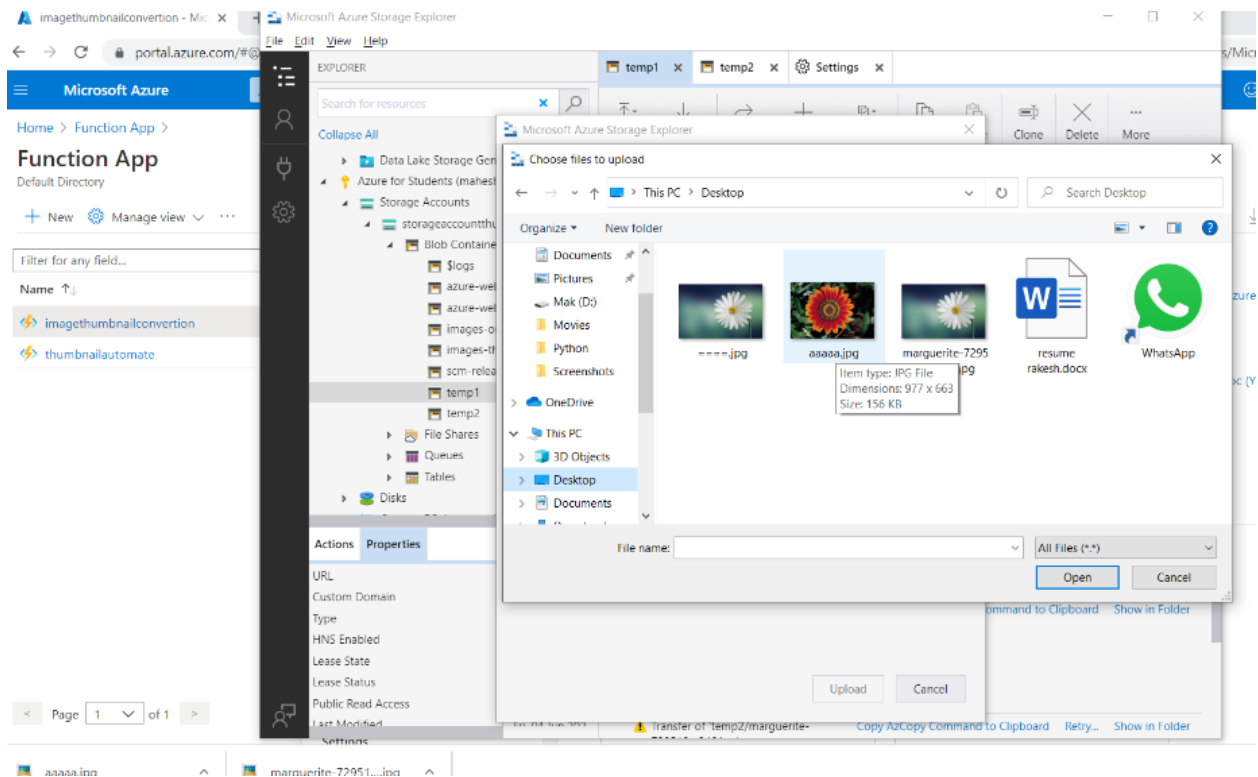 imagethumbnailconvertion - Mic
Microsoft Azure Storage Explorer
portal.azure.com/#@
File Edit View Help
Microsoft Azure
Home > Function App >
Function App
Default Directory
New Manage view ...
Filter for any field...
Name
imagethumbnailconvertion
thumbnailautomate
< Page 1 of 1 >
EXPLORER
Search for resources
Collapse All
Data Lake Storage Gen
Azure for Students (mahesh
Storage Accounts
storageaccountthu
Blob Containe
$logs
azure-wel
azure-wel
images-o
images-th
scm-relea
temp1
temp2
File Shares
Queues
Tables
Disks
Actions Properties
URL
Custom Domain
Type
HNS Enabled
Lease State
Lease Status
Public Read Access
Last Modified
Settings
temp1 temp2 Settings
Clone Delete More
Microsoft Azure Storage Explorer
Choose files to upload
This PC > Desktop
Search Desktop
Organize New folder
Documents
Pictures
Mak (D:)
Movies
Python
Screenshots
OneDrive
This PC
3D Objects
Desktop
Documents
====.jpg
aaaaa.jpg
marguerite-7295
jpg
resume
rakesh.docx
WhatsApp
Item type: JPG File
Dimensions: 977 x 663
Size: 156 KB
File name:
All Files (*.*)
Open Cancel
ommand to Clipboard Show in Folder
Upload Cancel
Transfer of 'temp2/marguerite-
Copy AzCopy Command to Clipboard Retry... Show in Folder
aaaaa.jpg
marguerite-72951....jpg